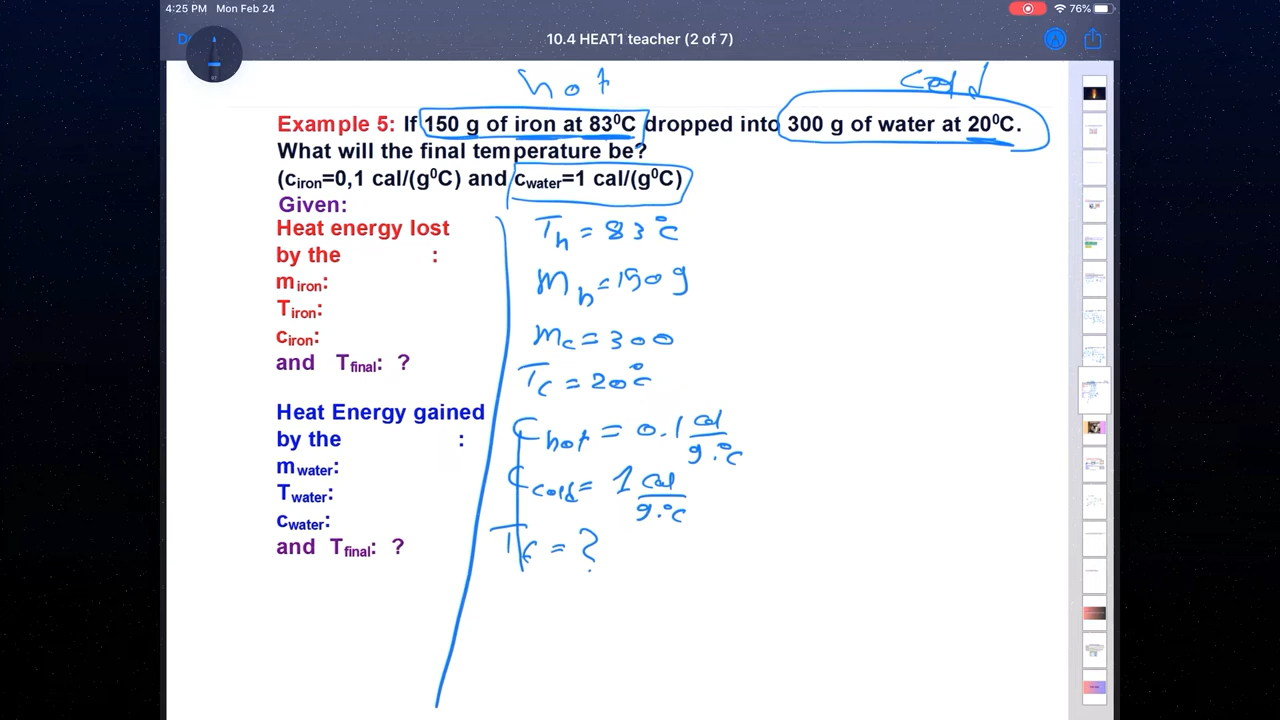 4:25 PM Mon Feb 24
76%
10.4 HEAT1 teacher (2 of 7)
hot
cold
Example 5: If 150 g of iron at 83⁰C dropped into 300 g of water at 20⁰C.
What will the final temperature be?
(ciron=0,1 cal/(g⁰C) and cwater=1 cal/(g⁰C)
Given:
Heat energy lost
by the :
m iron:
Tiron:
ciron:
and Tfinal: ?
Heat Energy gained
by the :
mwater:
Twater:
cwater:
and Tfinal: ?
Th = 83°C
mh = 150 g
mc = 300
Tc = 20°C
Chot = 0.1 cal/g.°C
Ccold = 1 cal/g.°C
Tf = ?